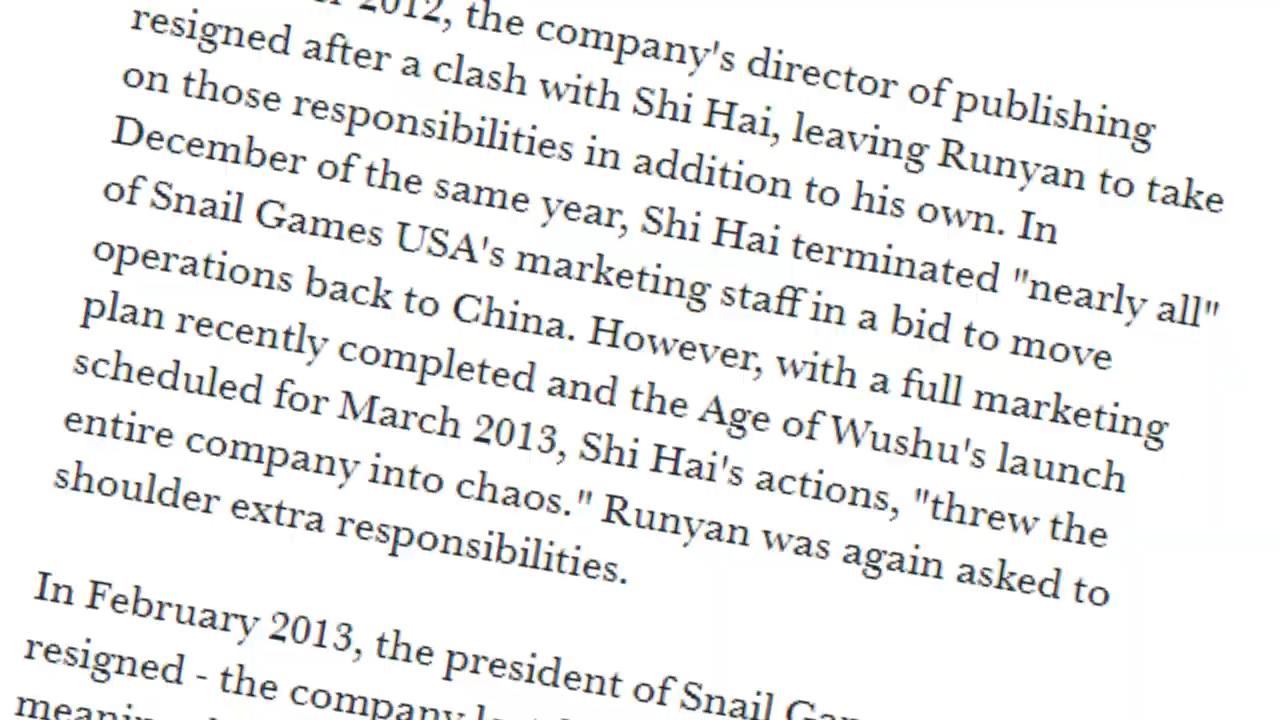 2012, the company's director of publishing
resigned after a clash with Shi Hai, leaving Runyan to take
on those responsibilities in addition to his own. In
December of the same year, Shi Hai terminated "nearly all"
of Snail Games USA's marketing staff in a bid to move
operations back to China. However, with a full marketing
plan recently completed and the Age of Wushu's launch
scheduled for March 2013, Shi Hai's actions, "threw the
entire company into chaos." Runyan was again asked to
shoulder extra responsibilities.
In February 2013, the president of Snail
resigned - the company